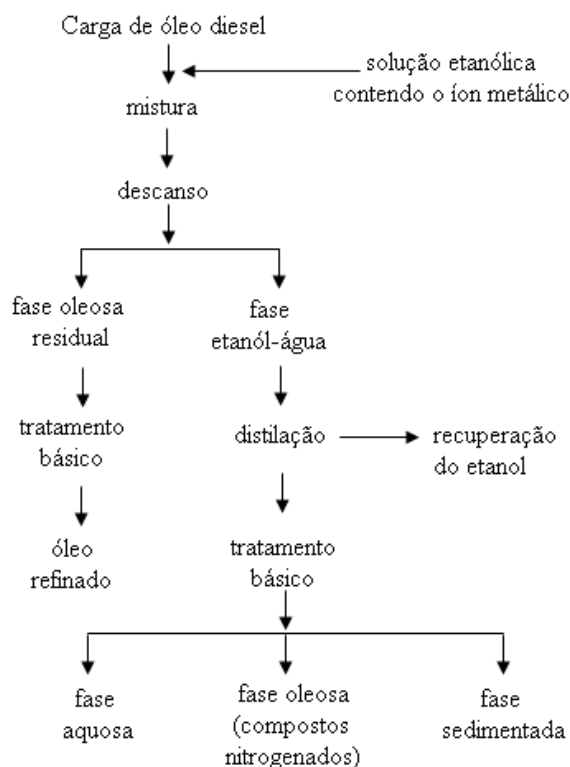 Carga de óleo diesel
solução etanólica
contendo o íon metálico
mistura
descanso
fase oleosa
residual
fase
etanól-água
tratamento
básico
destilação
recuperação
do etanol
óleo
refinado
tratamento
básico
fase
aquosa
fase oleosa
(compostos
nitrogenados)
fase
sedimentada